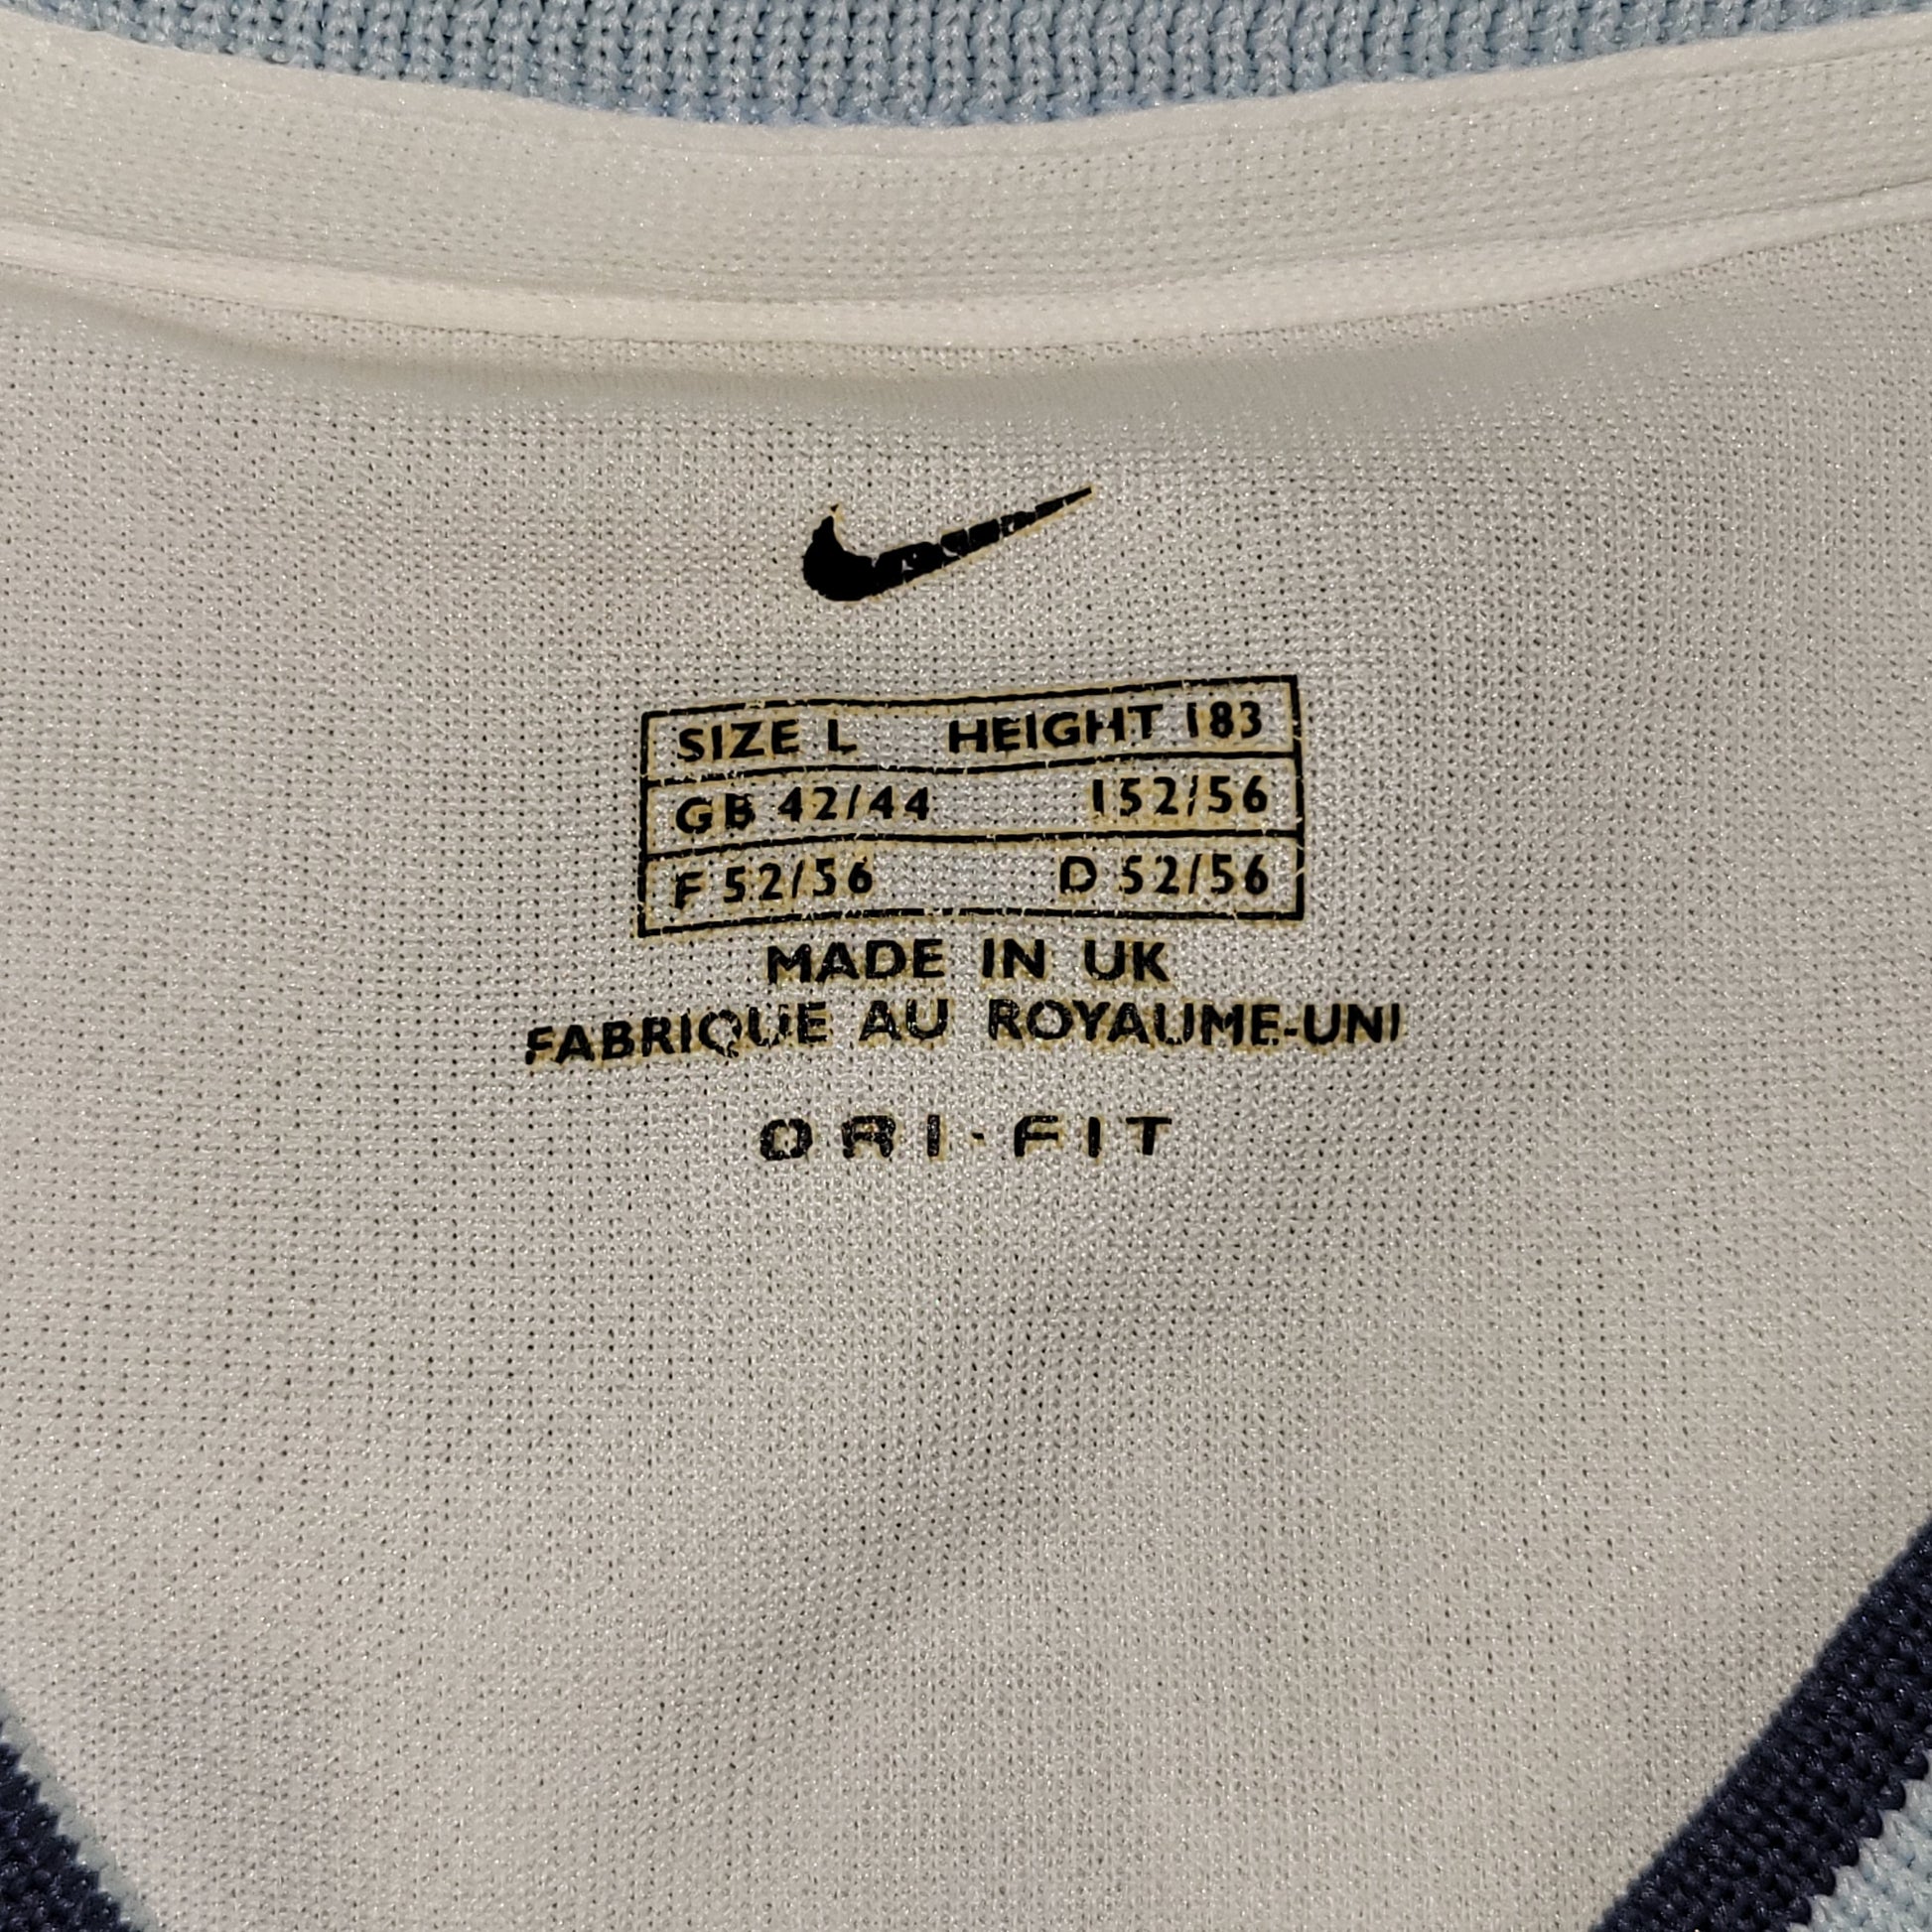 SIZE L HEIGHT 183
GB 42/44 I 52/56
F 52/56 D 52/56
MADE IN UK
FABRIQUE AU ROYAUME-UNI
DRI-FIT